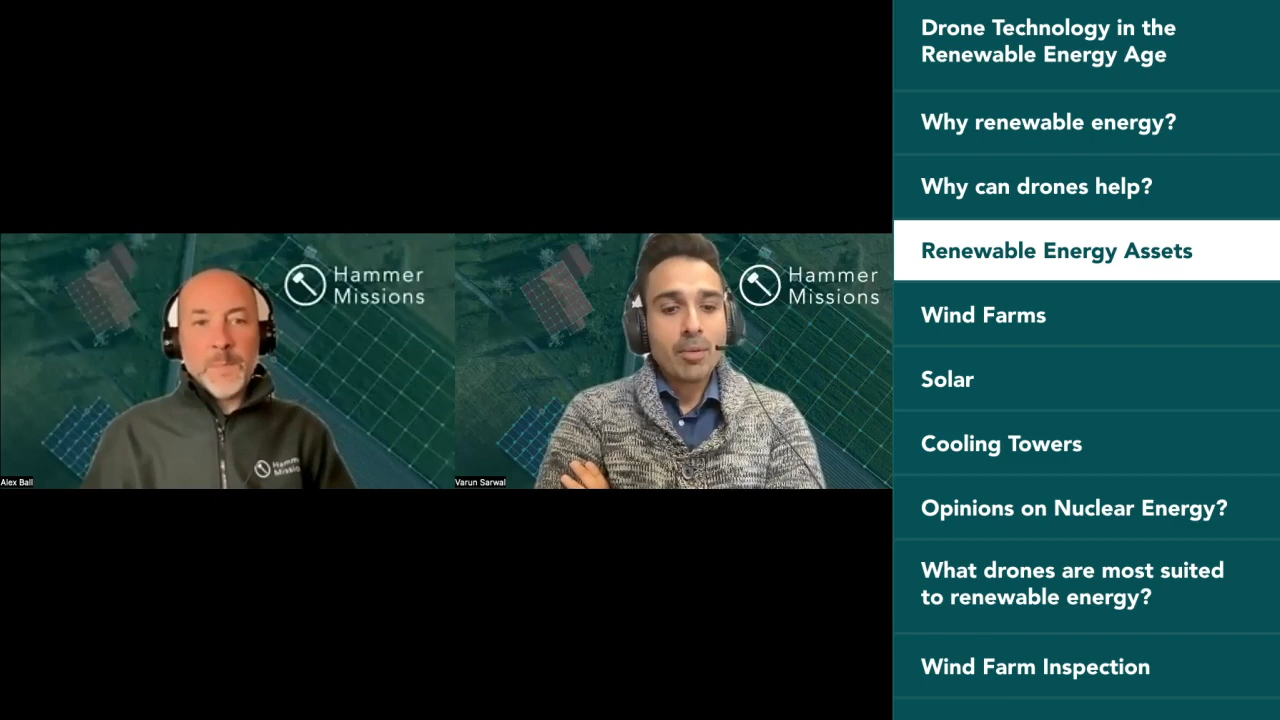 Hammer
Missions
Alex Ball
Hammer
Missions
Varun Sarwal
Drone Technology in the
Renewable Energy Age
Why renewable energy?
Why can drones help?
Renewable Energy Assets
Wind Farms
Solar
Cooling Towers
Opinions on Nuclear Energy?
What drones are most suited
to renewable energy?
Wind Farm Inspection